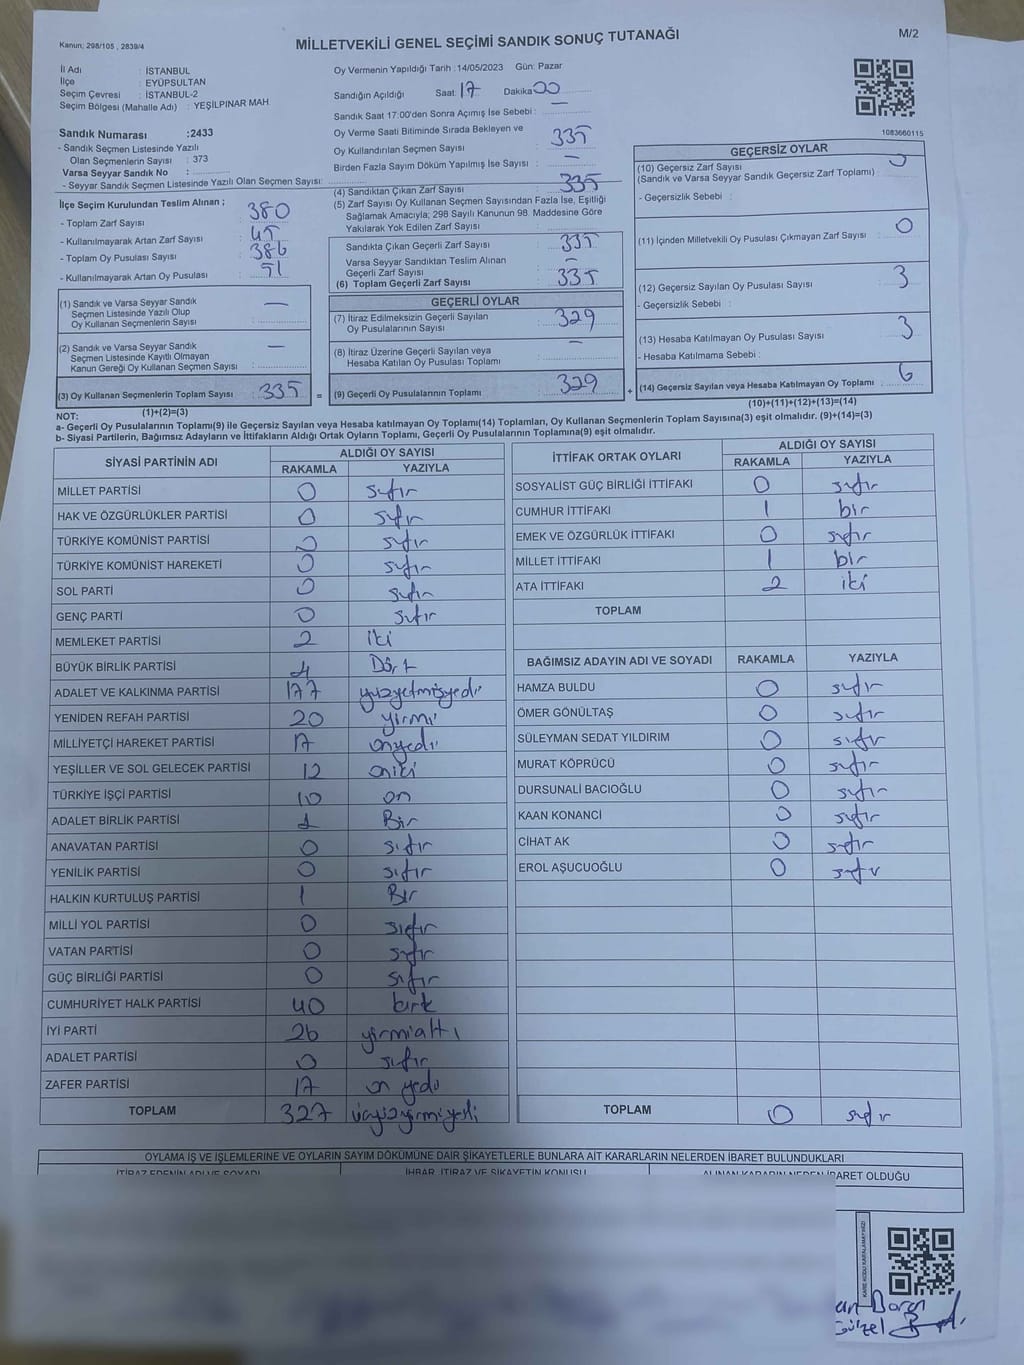 Kanun, 298/105 , 2839/4
MİLLETVEKİLİ GENEL SEÇİMİ SANDIK SONUÇ TUTANAĞI
M/2
İl Adı : İSTANBUL
İlçe : EYÜPSULTAN
Seçim Çevresi : İSTANBUL-2
Seçim Bölgesi (Mahalle Adı) : YEŞİLPINAR MAH.
Sandık Numarası :2433
- Sandık Seçmen Listesinde Yazılı
Olan Seçmenlerin Sayısı : 373
Varsa Seyyar Sandık No :
- Seyyar Sandık Seçmen Listesinde Yazılı Olan Seçmen Sayısı:
İlçe Seçim Kurulundan Teslim Alınan ;
- Toplam Zarf Sayısı : 380
- Kullanılmayarak Artan Zarf Sayısı : 45
- Toplam Oy Pusulası Sayısı : 386
- Kullanılmayarak Artan Oy Pusulası : 51
(1) Sandık ve Varsa Seyyar Sandık
Seçmen Listesinde Yazılı Olup
Oy Kullanan Seçmenlerin Sayısı : —
(2) Sandık ve Varsa Seyyar Sandık
Seçmen Listesinde Kayıtlı Olmayan
Kanun Gereği Oy Kullanan Seçmen Sayısı : —
(3) Oy Kullanan Seçmenlerin Toplam Sayısı : 335 =
(1)+(2)=(3)
Oy Vermenin Yapıldığı Tarih :14/05/2023 Gün: Pazar
Sandığın Açıldığı Saat: 17 Dakika 00
Sandık Saat 17:00'den Sonra Açımış İse Sebebi : —
Oy Verme Saati Bitiminde Sırada Bekleyen ve
Oy Kullandırılan Seçmen Sayısı : 335
Birden Fazla Sayım Döküm Yapılmış İse Sayısı : —
(4) Sandıktan Çıkan Zarf Sayısı : 335
(5) Zarf Sayısı Oy Kullanan Seçmen Sayısından Fazla İse, Eşitliği
Sağlamak Amacıyla; 298 Sayılı Kanunun 98. Maddesine Göre
Yakılarak Yok Edilen Zarf Sayısı :
Sandıkta Çıkan Geçerli Zarf Sayısı : 335
Varsa Seyyar Sandıktan Teslim Alınan
Geçerli Zarf Sayısı : —
(6) Toplam Geçerli Zarf Sayısı : 335
GEÇERLİ OYLAR
(7) İtiraz Edilmeksizin Geçerli Sayılan
Oy Pusulalarının Sayısı : 329
(8) İtiraz Üzerine Geçerli Sayılan veya
Hesaba Katılan Oy Pusulası Toplamı : —
(9) Geçerli Oy Pusulalarının Toplamı : 329 +
1083660115
GEÇERSİZ OYLAR
(10) Geçersiz Zarf Sayısı
(Sandık ve Varsa Seyyar Sandık Geçersiz Zarf Toplamı) : 0
- Geçersizlik Sebebi :
(11) İçinden Milletvekili Oy Pusulası Çıkmayan Zarf Sayısı : 0
(12) Geçersiz Sayılan Oy Pusulası Sayısı : 3
- Geçersizlik Sebebi :
(13) Hesaba Katılmayan Oy Pusulası Sayısı : 3
- Hesaba Katılmama Sebebi :
(14) Geçersiz Sayılan veya Hesaba Katılmayan Oy Toplamı : 6
(10)+(11)+(12)+(13)=(14)
NOT:
a- Geçerli Oy Pusulalarının Toplamı(9) ile Geçersiz Sayılan veya Hesaba katılmayan Oy Toplamı(14) Toplamları, Oy Kullanan Seçmenlerin Toplam Sayısına(3) eşit olmalıdır. (9)+(14)=(3)
b- Siyasi Partilerin, Bağımsız Adayların ve İttifakların Aldığı Ortak Oyların Toplamı, Geçerli Oy Pusulalarının Toplamına(9) eşit olmalıdır.
SİYASİ PARTİNİN ADI ALDIĞI OY SAYISI
RAKAMLA YAZIYLA
MİLLET PARTİSİ 0 sıfır
HAK VE ÖZGÜRLÜKLER PARTİSİ 0 sıfır
TÜRKİYE KOMÜNİST PARTİSİ 0 sıfır
TÜRKİYE KOMÜNİST HAREKETİ 0 sıfır
SOL PARTİ 0 sıfır
GENÇ PARTİ 0 sıfır
MEMLEKET PARTİSİ 2 iki
BÜYÜK BİRLİK PARTİSİ 4 Dört
ADALET VE KALKINMA PARTİSİ 177 yüzyetmişyedi
YENİDEN REFAH PARTİSİ 20 yirmi
MİLLİYETÇİ HAREKET PARTİSİ 17 onyedi
YEŞİLLER VE SOL GELECEK PARTİSİ 12 oniki
TÜRKİYE İŞÇİ PARTİSİ 10 on
ADALET BİRLİK PARTİSİ 1 Bir
ANAVATAN PARTİSİ 0 sıfır
YENİLİK PARTİSİ 0 sıfır
HALKIN KURTULUŞ PARTİSİ 1 Bir
MİLLİ YOL PARTİSİ 0 sıfır
VATAN PARTİSİ 0 sıfır
GÜÇ BİRLİĞİ PARTİSİ 0 sıfır
CUMHURİYET HALK PARTİSİ 40 kırk
İYİ PARTİ 26 yirmialtı
ADALET PARTİSİ 0 sıfır
ZAFER PARTİSİ 17 on yedi
TOPLAM 327 üçyüzyirmiyedi
İTTİFAK ORTAK OYLARI ALDIĞI OY SAYISI
RAKAMLA YAZIYLA
SOSYALİST GÜÇ BİRLİĞİ İTTİFAKI 0 sıfır
CUMHUR İTTİFAKI 1 bir
EMEK VE ÖZGÜRLÜK İTTİFAKI 0 sıfır
MİLLET İTTİFAKI 1 bir
ATA İTTİFAKI 2 iki
TOPLAM
BAĞIMSIZ ADAYIN ADI VE SOYADI RAKAMLA YAZIYLA
HAMZA BULDU 0 sıfır
ÖMER GÖNÜLTAŞ 0 sıfır
SÜLEYMAN SEDAT YILDIRIM 0 sıfır
MURAT KÖPRÜCÜ 0 sıfır
DURSUNALİ BACIOĞLU 0 sıfır
KAAN KONANCİ 0 sıfır
CİHAT AK 0 sıfır
EROL AŞUCUOĞLU 0 sıfır
TOPLAM 0 sıfır
OYLAMA İŞ VE İŞLEMLERİNE VE OYLARIN SAYIM DÖKÜMÜNE DAİR ŞİKAYETLERLE BUNLARA AİT KARARLARIN NELERDEN İBARET BULUNDUKLARI
İTİRAZ EDENİN ADI VE SOYADI İHBAR, İTİRAZ VE ŞİKAYETİN KONUSU ALINAN KARARIN NEDEN İBARET OLDUĞU
KARE KODU KARALAMAYINIZ!
Güzel